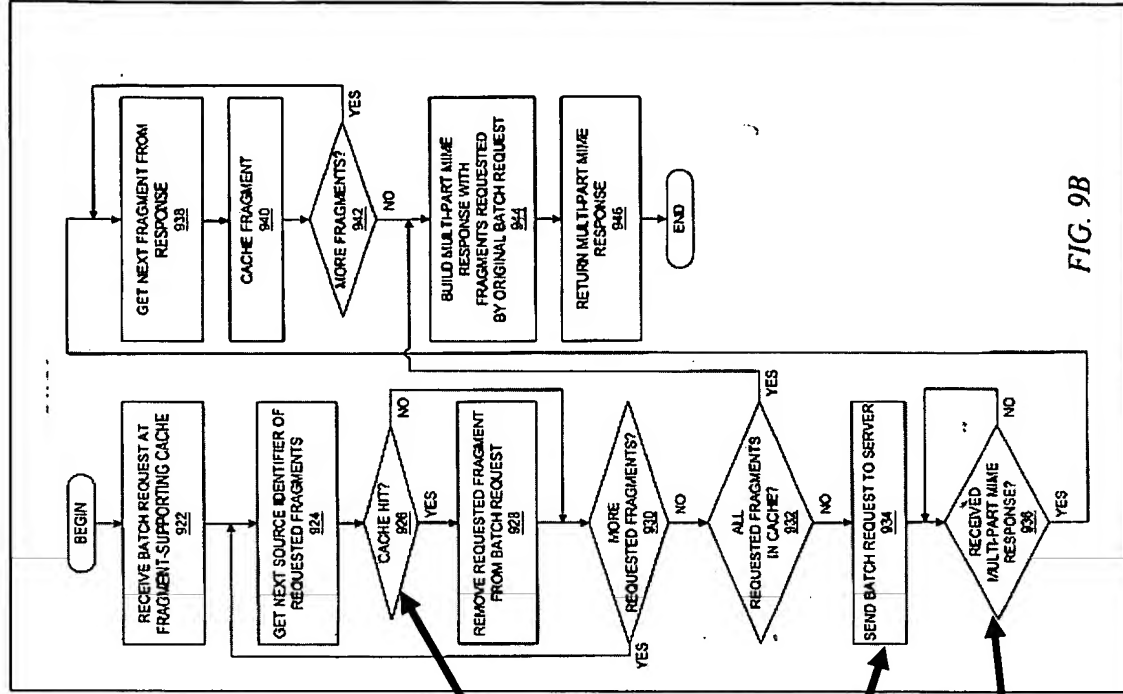 BEGIN
RECEIVE BATCH REQUEST AT
FRAGMENT-SUPPORTING CACHE
922
GET NEXT SOURCE IDENTIFIER OF
REQUESTED FRAGMENTS
924
CACHE HIT?
926
NO
YES
REMOVE REQUESTED FRAGMENT
FROM BATCH REQUEST
928
MORE
REQUESTED FRAGMENTS?
930
YES
NO
ALL
REQUESTED FRAGMENTS
IN CACHE?
932
YES
NO
SEND BATCH REQUEST TO SERVER
934
RECEIVED
MULTI-PART MIME
RESPONSE?
936
NO
YES
GET NEXT FRAGMENT FROM
RESPONSE
938
CACHE FRAGMENT
940
MORE FRAGMENTS?
942
YES
NO
BUILD MULTI-PART MIME
RESPONSE WITH
FRAGMENTS REQUESTED
BY ORIGINAL BATCH REQUEST
944
RETURN MULTI-PART MIME
RESPONSE
946
END
FIG. 9B